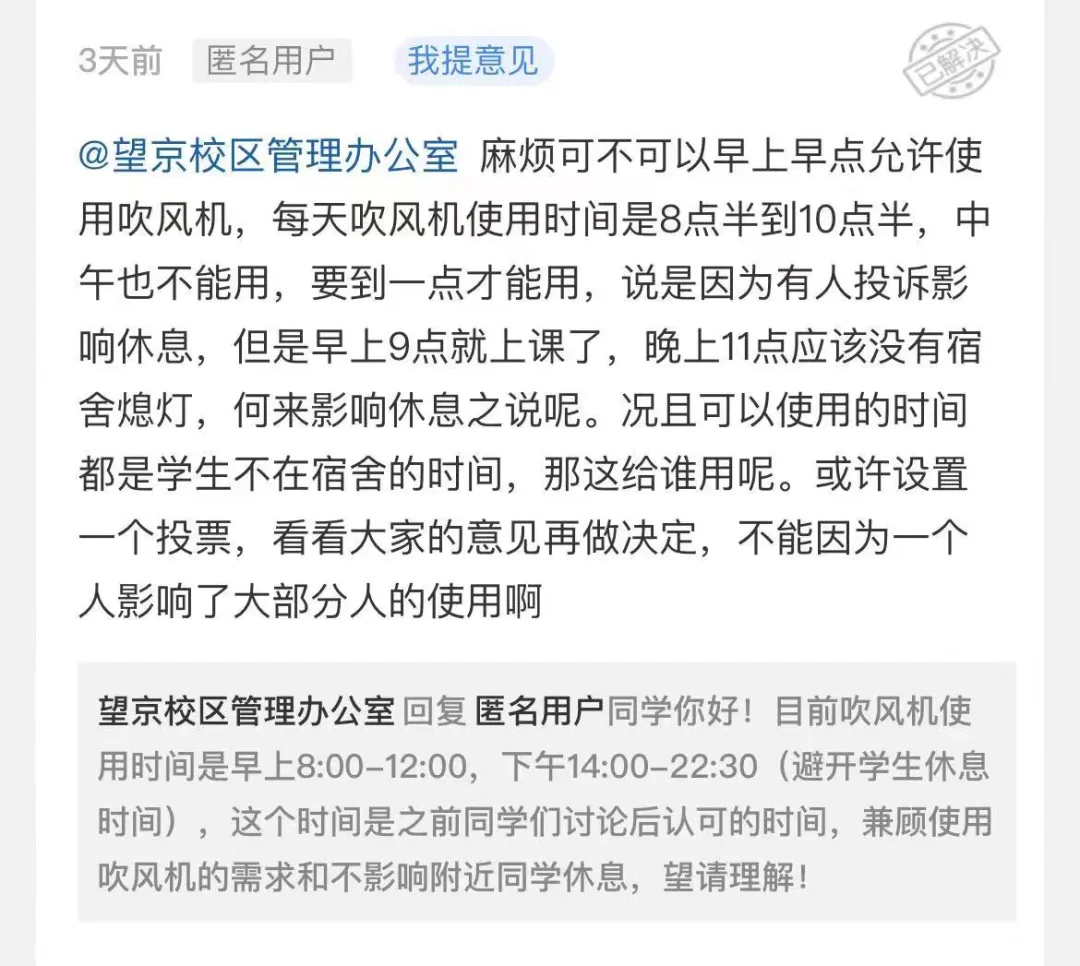 3天前 匿名用户 我提意见 已解决
@望京校区管理办公室 麻烦可不可以早上早点允许使
用吹风机，每天吹风机使用时间是8点半到10点半，中
午也不能用，要到一点才能用，说是因为有人投诉影
响休息，但是早上9点就上课了，晚上11点应该没有宿
舍熄灯，何来影响休息之说呢。况且可以使用的时间
都是学生不在宿舍的时间，那这给谁用呢。或许设置
一个投票，看看大家的意见再做决定，不能因为一个
人影响了大部分人的使用啊
望京校区管理办公室 回复 匿名用户同学你好！目前吹风机使
用时间是早上8:00-12:00，下午14:00-22:30（避开学生休息
时间），这个时间是之前同学们讨论后认可的时间，兼顾使用
吹风机的需求和不影响附近同学休息，望请理解！